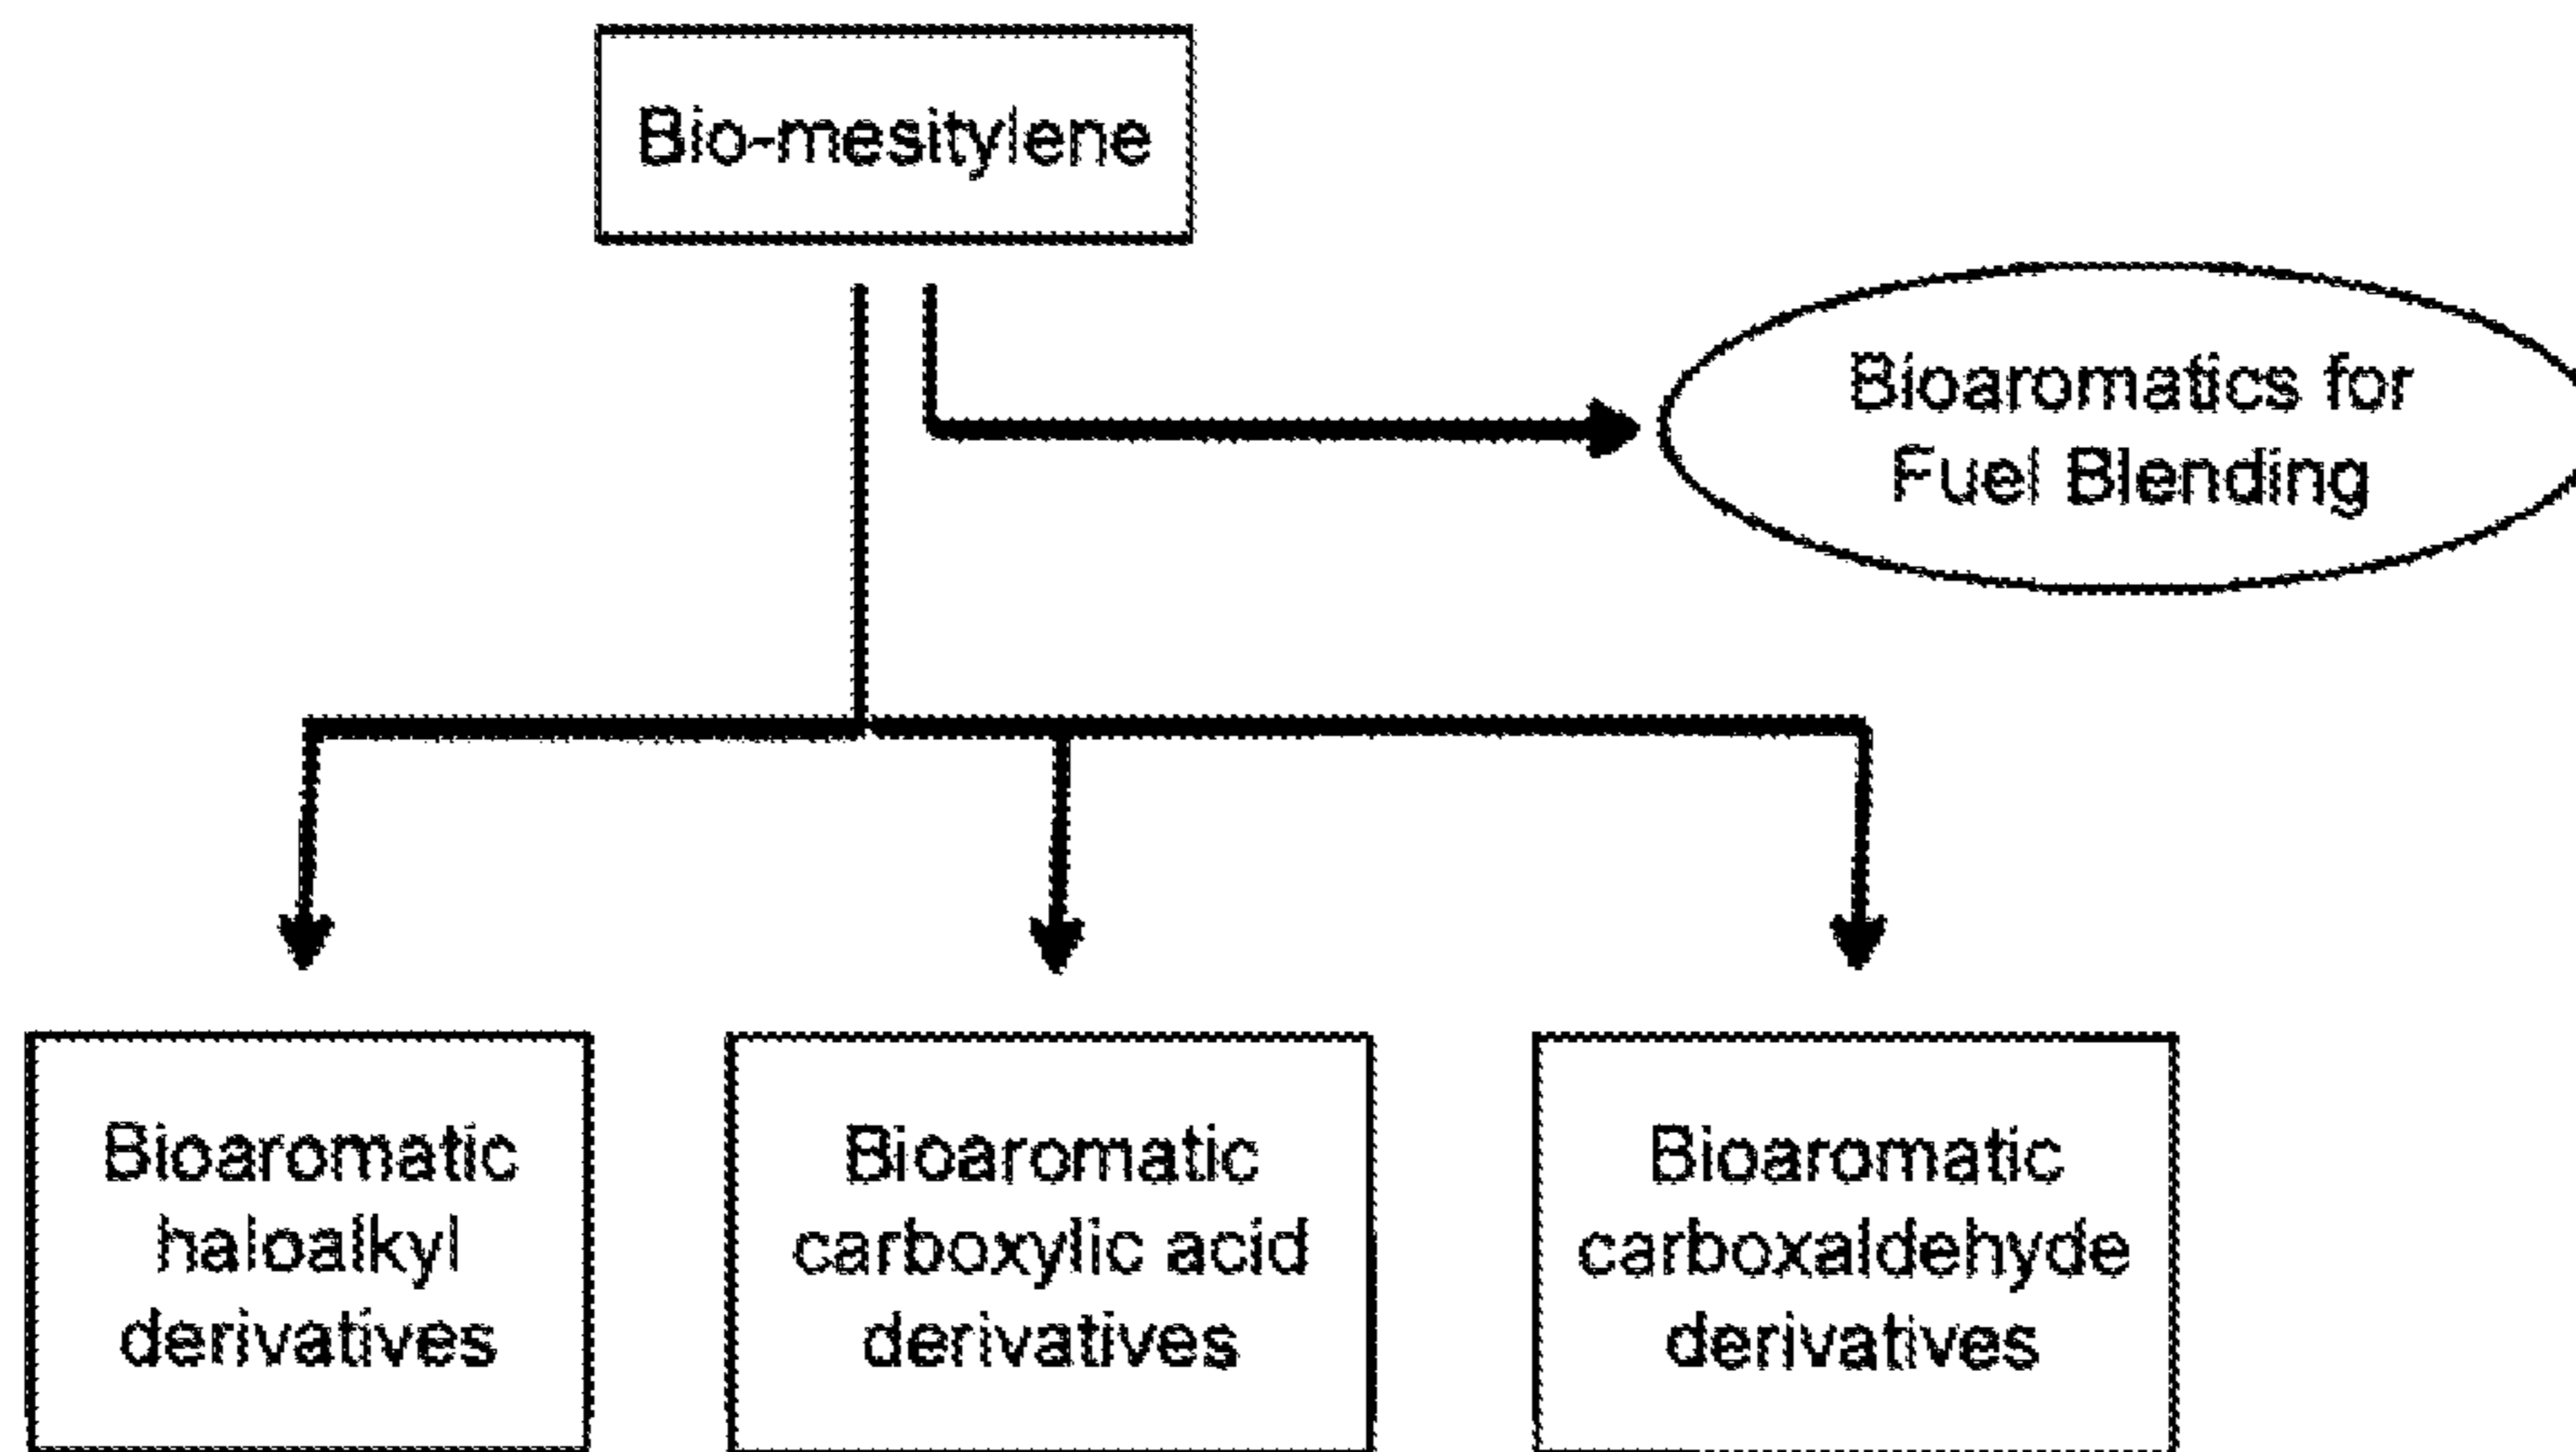 Bio-mesitylene
Bioaromatics for
Fuel Blending
Bioaromatic
haloalkyl
derivatives
Bioaromatic
carboxylic acid
derivatives
Bioaromatic
carboxaldehyde
derivatives